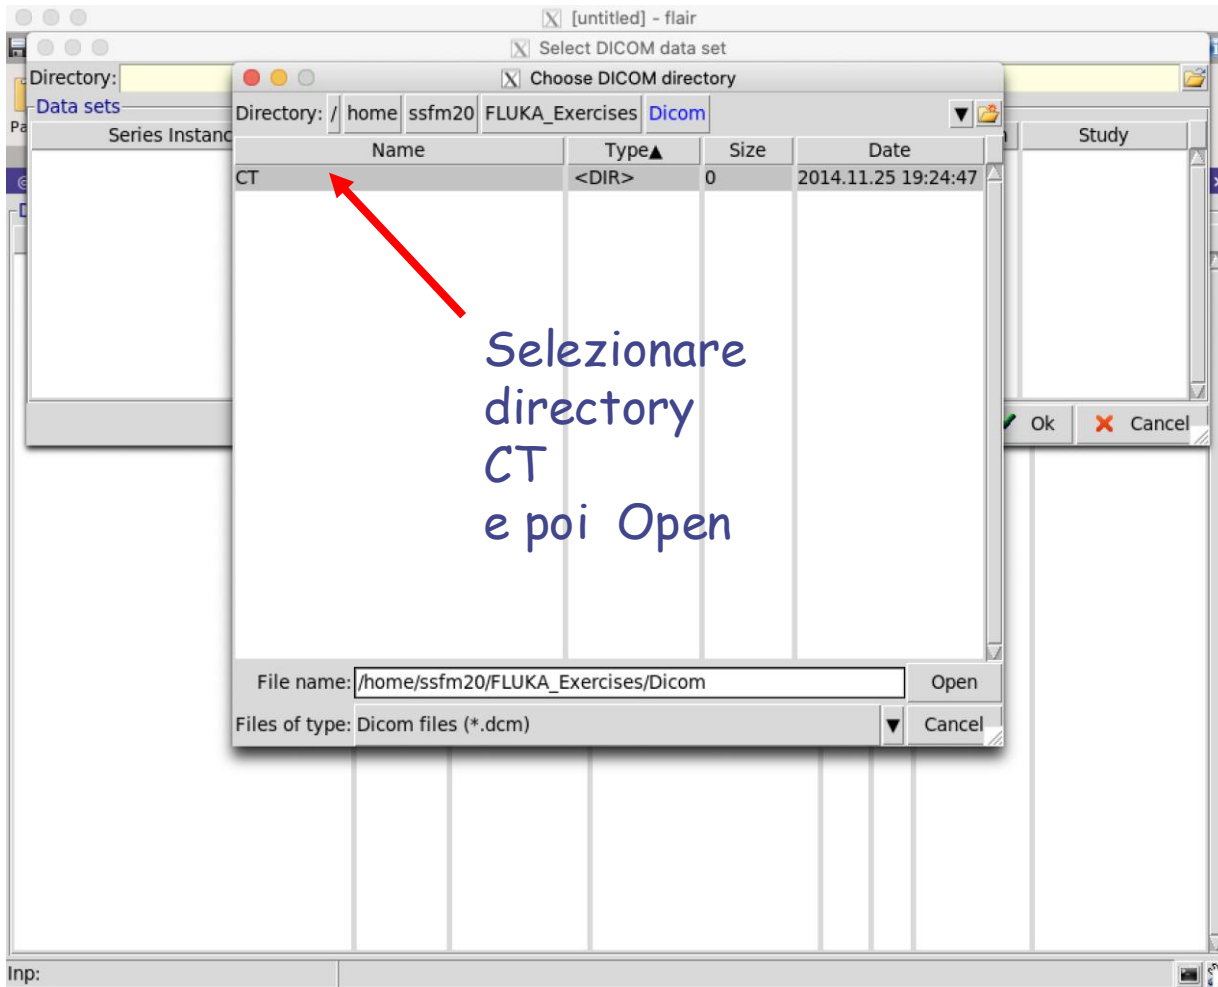 [untitled] - flair
Select DICOM data set
Directory:
Choose DICOM directory
Data sets
Directory: / home ssfm20 FLUKA_Exercises Dicom
Series Instanc
Study
Name Type▲ Size Date
CT <DIR> 0 2014.11.25 19:24:47
Selezionare
directory
CT
e poi Open
Ok Cancel
File name: /home/ssfm20/FLUKA_Exercises/Dicom Open
Files of type: Dicom files (*.dcm) Cancel
Inp: